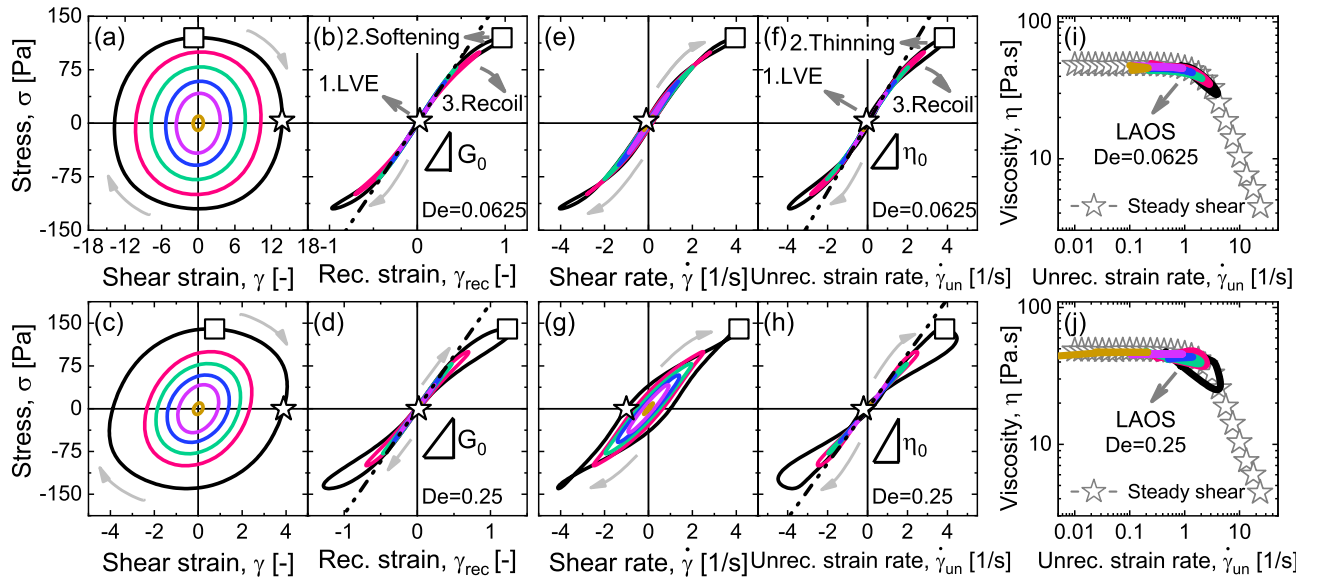 (a)
(b)
2.Softening
1.LVE
3.Recoil
G0
De=0.0625
(e)
(f)
2.Thinning
1.LVE
3.Recoil
η0
De=0.0625
(i)
LAOS
De=0.0625
Steady shear
Stress, σ [Pa]
150
75
0
-75
-150
-18 -12 -6 0 6 12 18
-1 0 1
-4 -2 0 2 4
-4 -2 0 2 4
Viscosity, η [Pa.s]
100
10
0.01 0.1 1 10
Shear strain, γ [-]
Rec. strain, γrec [-]
Shear rate, γ̇ [1/s]
Unrec. strain rate, γ̇un [1/s]
Unrec. strain rate, γ̇un [1/s]
(c)
(d)
G0
De=0.25
(g)
(h)
η0
De=0.25
(j)
LAOS
De=0.25
Steady shear
Stress, σ [Pa]
150
75
0
-75
-150
-4 -2 0 2 4
-1 0 1
-4 -2 0 2 4
-4 -2 0 2 4
Viscosity, η [Pa.s]
100
10
0.01 0.1 1 10
Shear strain, γ [-]
Rec. strain, γrec [-]
Shear rate, γ̇ [1/s]
Unrec. strain rate, γ̇un [1/s]
Unrec. strain rate, γ̇un [1/s]